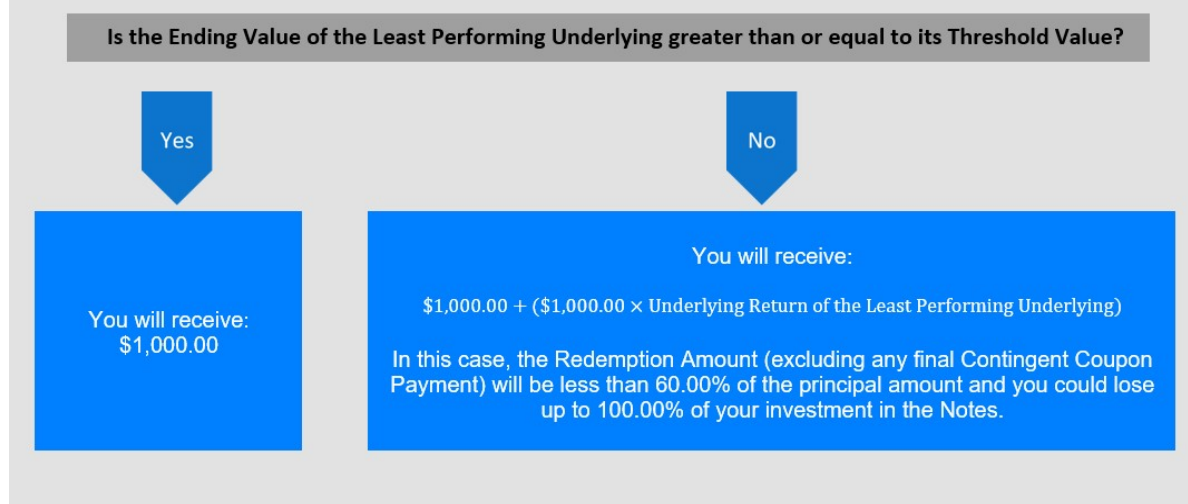 Is the Ending Value of the Least Performing Underlying greater than or equal to its Threshold Value?
Yes
No
You will receive:
$1,000.00
You will receive:
$1,000.00 + ($1,000.00 × Underlying Return of the Least Performing Underlying)
In this case, the Redemption Amount (excluding any final Contingent Coupon
Payment) will be less than 60.00% of the principal amount and you could lose
up to 100.00% of your investment in the Notes.